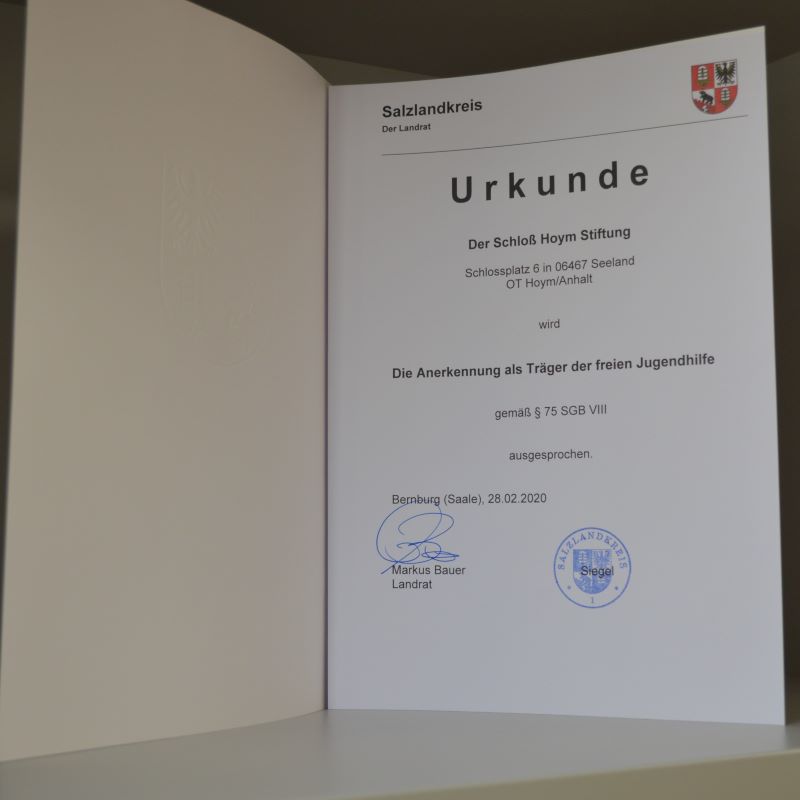 Salzlandkreis
Der Landrat
Urkunde
Der Schloß Hoym Stiftung
Schlossplatz 6 in 06467 Seeland
OT Hoym/Anhalt
wird
Die Anerkennung als Träger der freien Jugendhilfe
gemäß § 75 SGB VIII
ausgesprochen.
Bernburg (Saale), 28.02.2020
Markus Bauer
Landrat
SALZLANDKREIS
Siegel
1